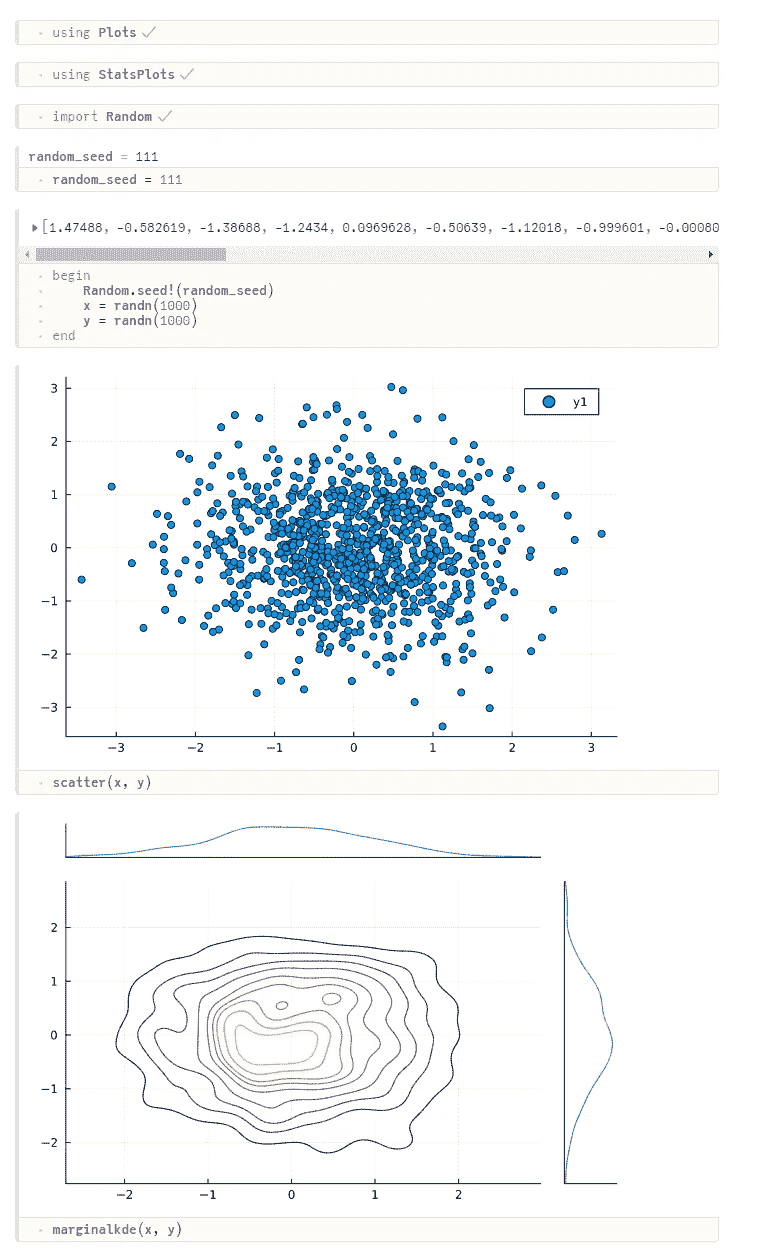 using Plots ✓
using StatsPlots ✓
import Random ✓
random_seed = 111
random_seed = 111
[1.47488, -0.582619, -1.38688, -1.2434, 0.0969628, -0.50639, -1.12018, -0.999601, -0.00080
begin
Random.seed!(random_seed)
x = randn(1000)
y = randn(1000)
end
3
y1
2
1
0
−1
−2
−3
−3 −2 −1 0 1 2 3
scatter(x, y)
2
1
0
−1
−2
−2 −1 0 1 2
marginalkde(x, y)